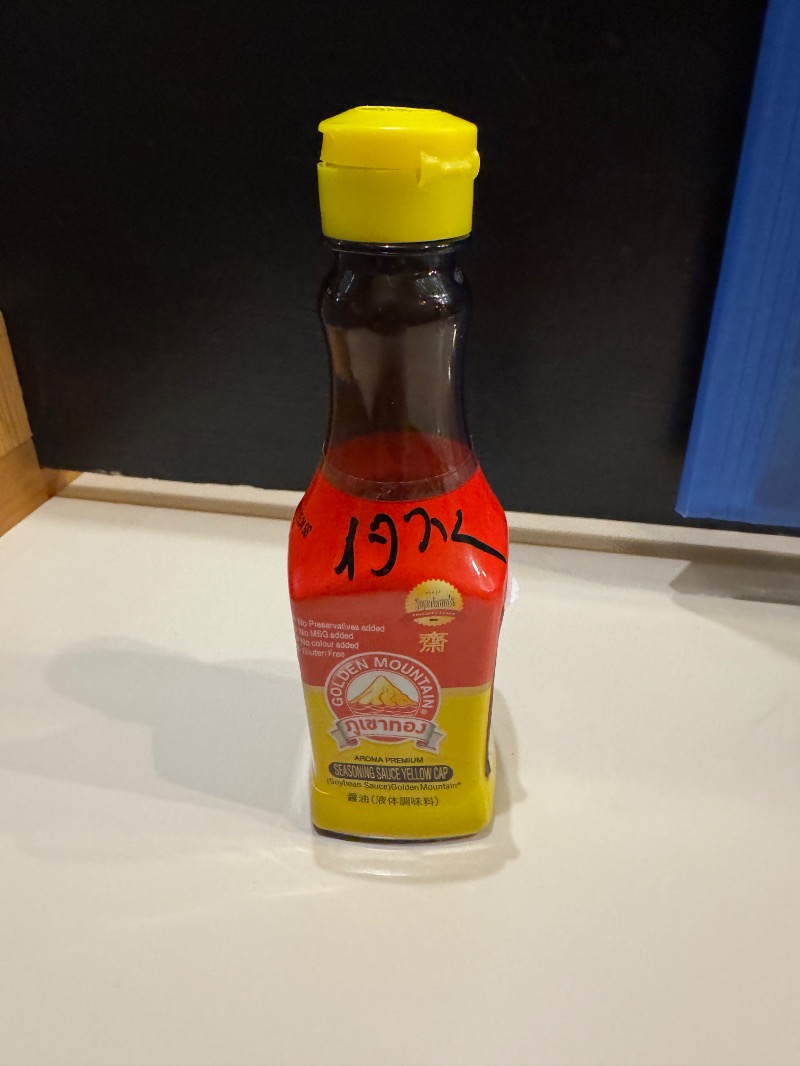 No Preservatives added
No MSG added
No colour added
Gluten Free
Superbrands
齋
GOLDEN MOUNTAIN
ภูเขาทอง
AROMA PREMIUM
SEASONING SAUCE YELLOW CAP
(Soybean Sauce)Golden Mountain®
醤油(液体調味料)